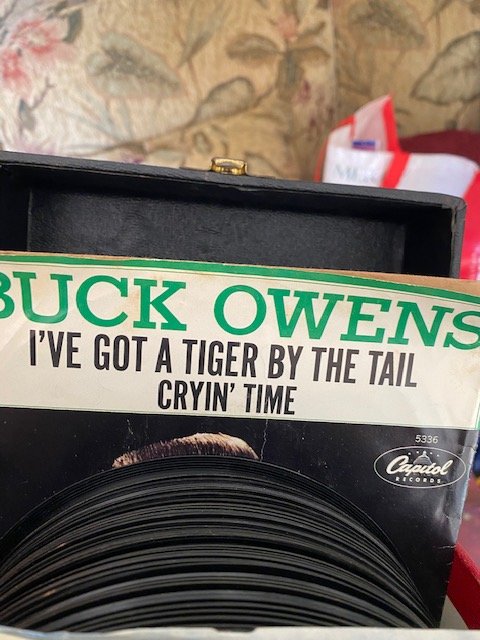 BUCK OWENS
I'VE GOT A TIGER BY THE TAIL
CRYIN' TIME
5336
Capitol
RECORDS